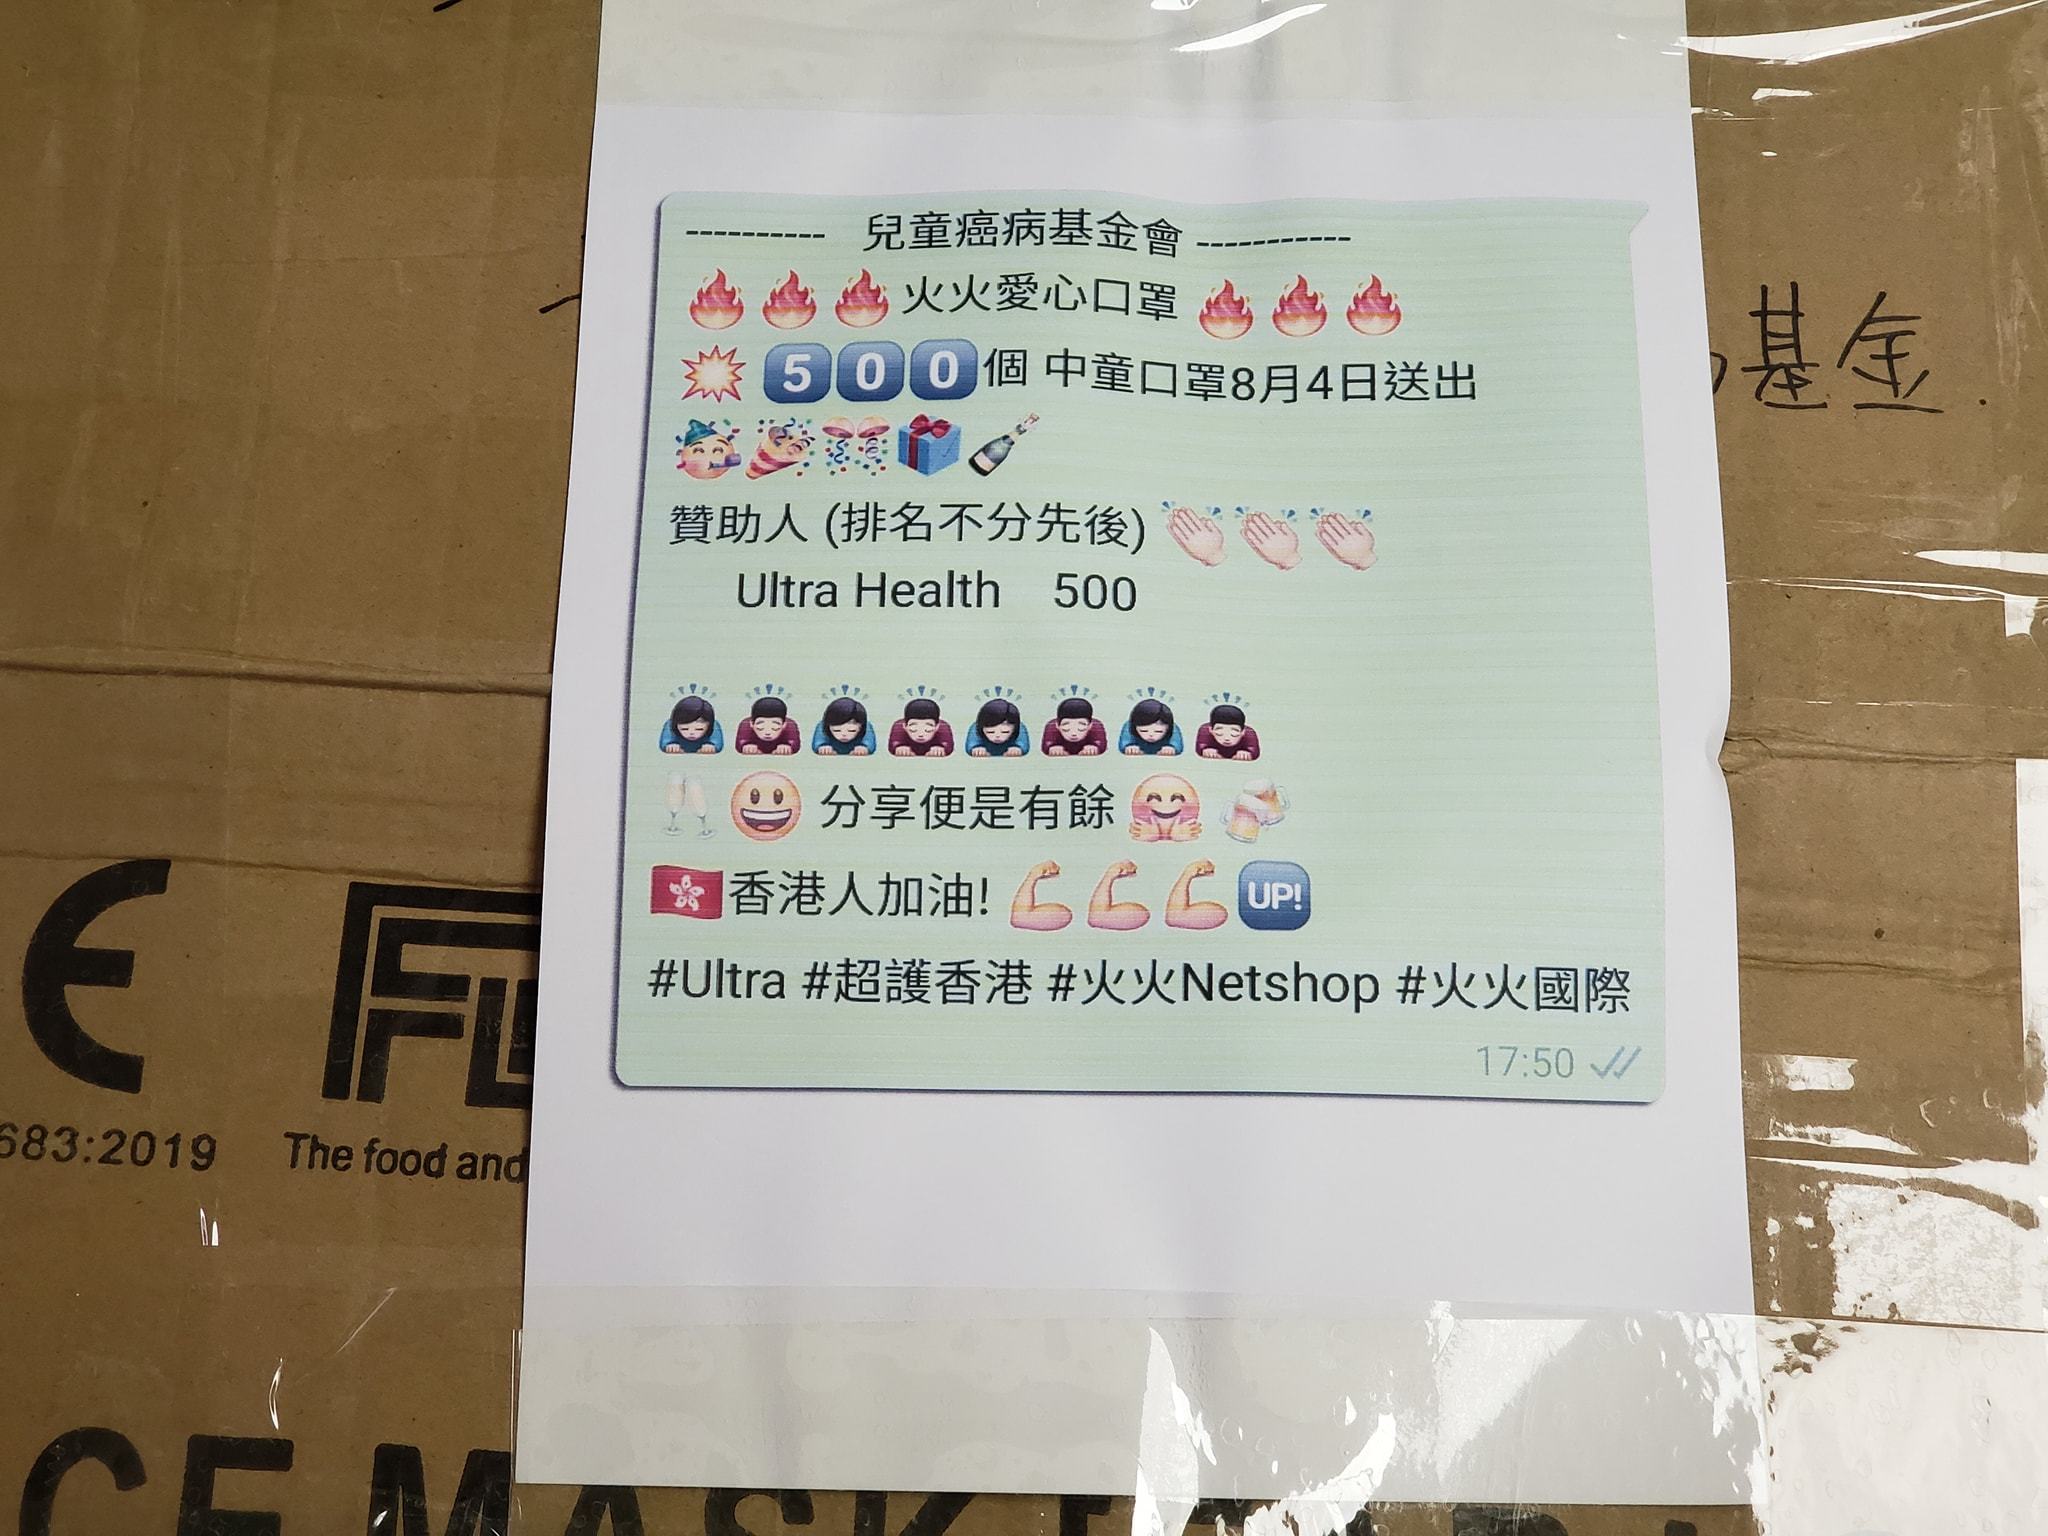 ---------- 兒童癌病基金會 -----------
🔥🔥🔥火火愛心口罩🔥🔥🔥
💥 5️⃣0️⃣0️⃣個 中童口罩8月4日送出
🥳🎉🎊🎁🍾
贊助人 (排名不分先後) 👏🏻👏🏻👏🏻
Ultra Health 500
🙇🏻‍♀️🙇🏻‍♂️🙇🏻‍♀️🙇🏻‍♂️🙇🏻‍♀️🙇🏻‍♂️🙇🏻‍♀️🙇🏻‍♂️
🥂😃 分享便是有餘 🤗🍻
🇭🇰香港人加油! 💪🏻💪🏻💪🏻🆙
#Ultra #超護香港 #火火Netshop #火火國際
17:50
基金
CE
683:2019
The food and
CE MASK